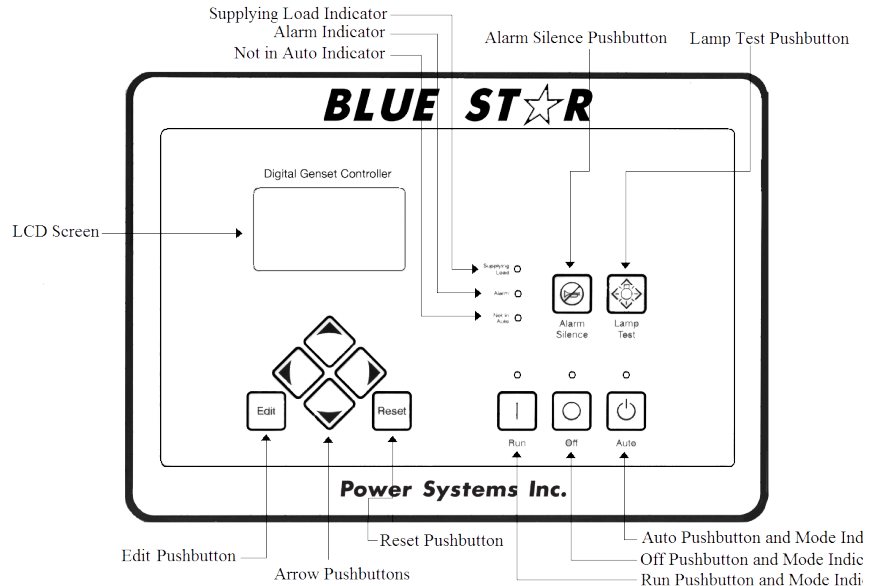 Supplying Load Indicator
Alarm Indicator
Not in Auto Indicator
Alarm Silence Pushbutton
Lamp Test Pushbutton
BLUE ST☆R
Digital Genset Controller
LCD Screen
Supplying
Load
Alarm
Not in
Auto
Alarm
Silence
Lamp
Test
Edit
Reset
Run
Off
Auto
Power Systems Inc.
Edit Pushbutton
Arrow Pushbuttons
Reset Pushbutton
Auto Pushbutton and Mode Ind
Off Pushbutton and Mode Indic
Run Pushbutton and Mode Indi